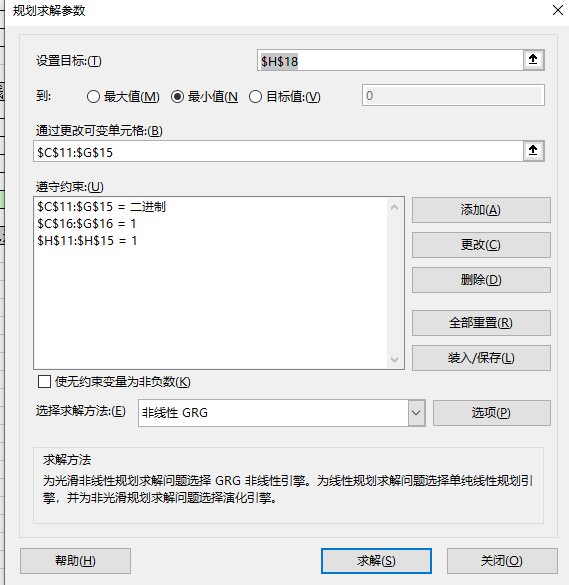 规划求解参数
设置目标:(T)
$H$18
到:
最大值(M)
最小值(N
目标值:(V)
0
通过更改可变单元格:(B)
$C$11:$G$15
遵守约束:(U)
$C$11:$G$15 = 二进制
$C$16:$G$16 = 1
$H$11:$H$15 = 1
添加(A)
更改(C)
删除(D)
全部重置(R)
装入/保存(L)
使无约束变量为非负数(K)
选择求解方法:(E)
非线性 GRG
选项(P)
求解方法
为光滑非线性规划求解问题选择 GRG 非线性引擎。为线性规划求解问题选择单纯线性规划引
擎，并为非光滑规划求解问题选择演化引擎。
帮助(H)
求解(S)
关闭(O)